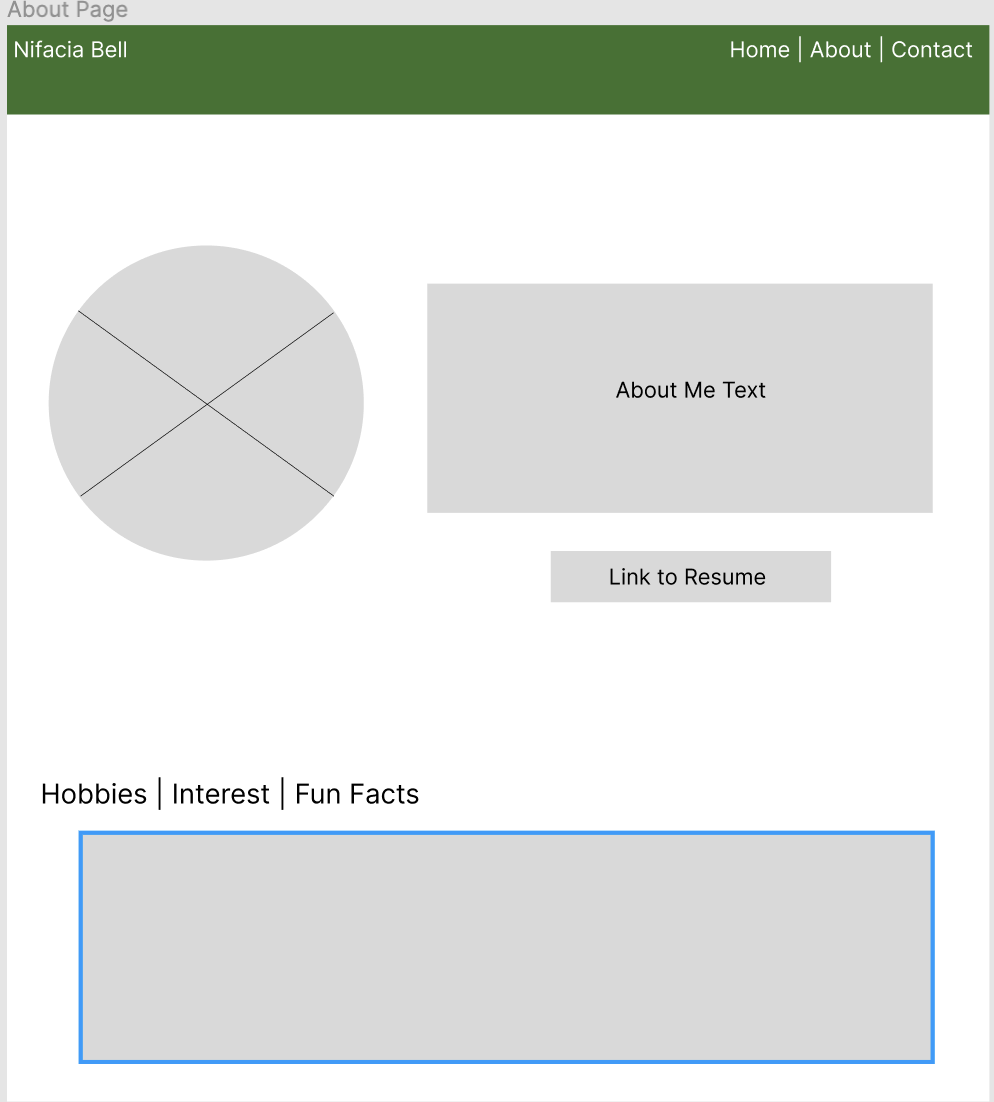 About Page
Nifacia Bell
Home | About | Contact
About Me Text
Link to Resume
Hobbies | Interest | Fun Facts